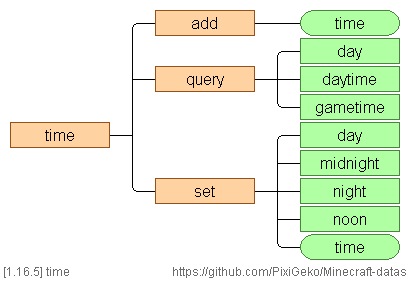 add
time
day
query
daytime
gametime
time
day
midnight
set
night
noon
time
[1.16.5] time
https://github.com/PixiGeko/Minecraft-datas